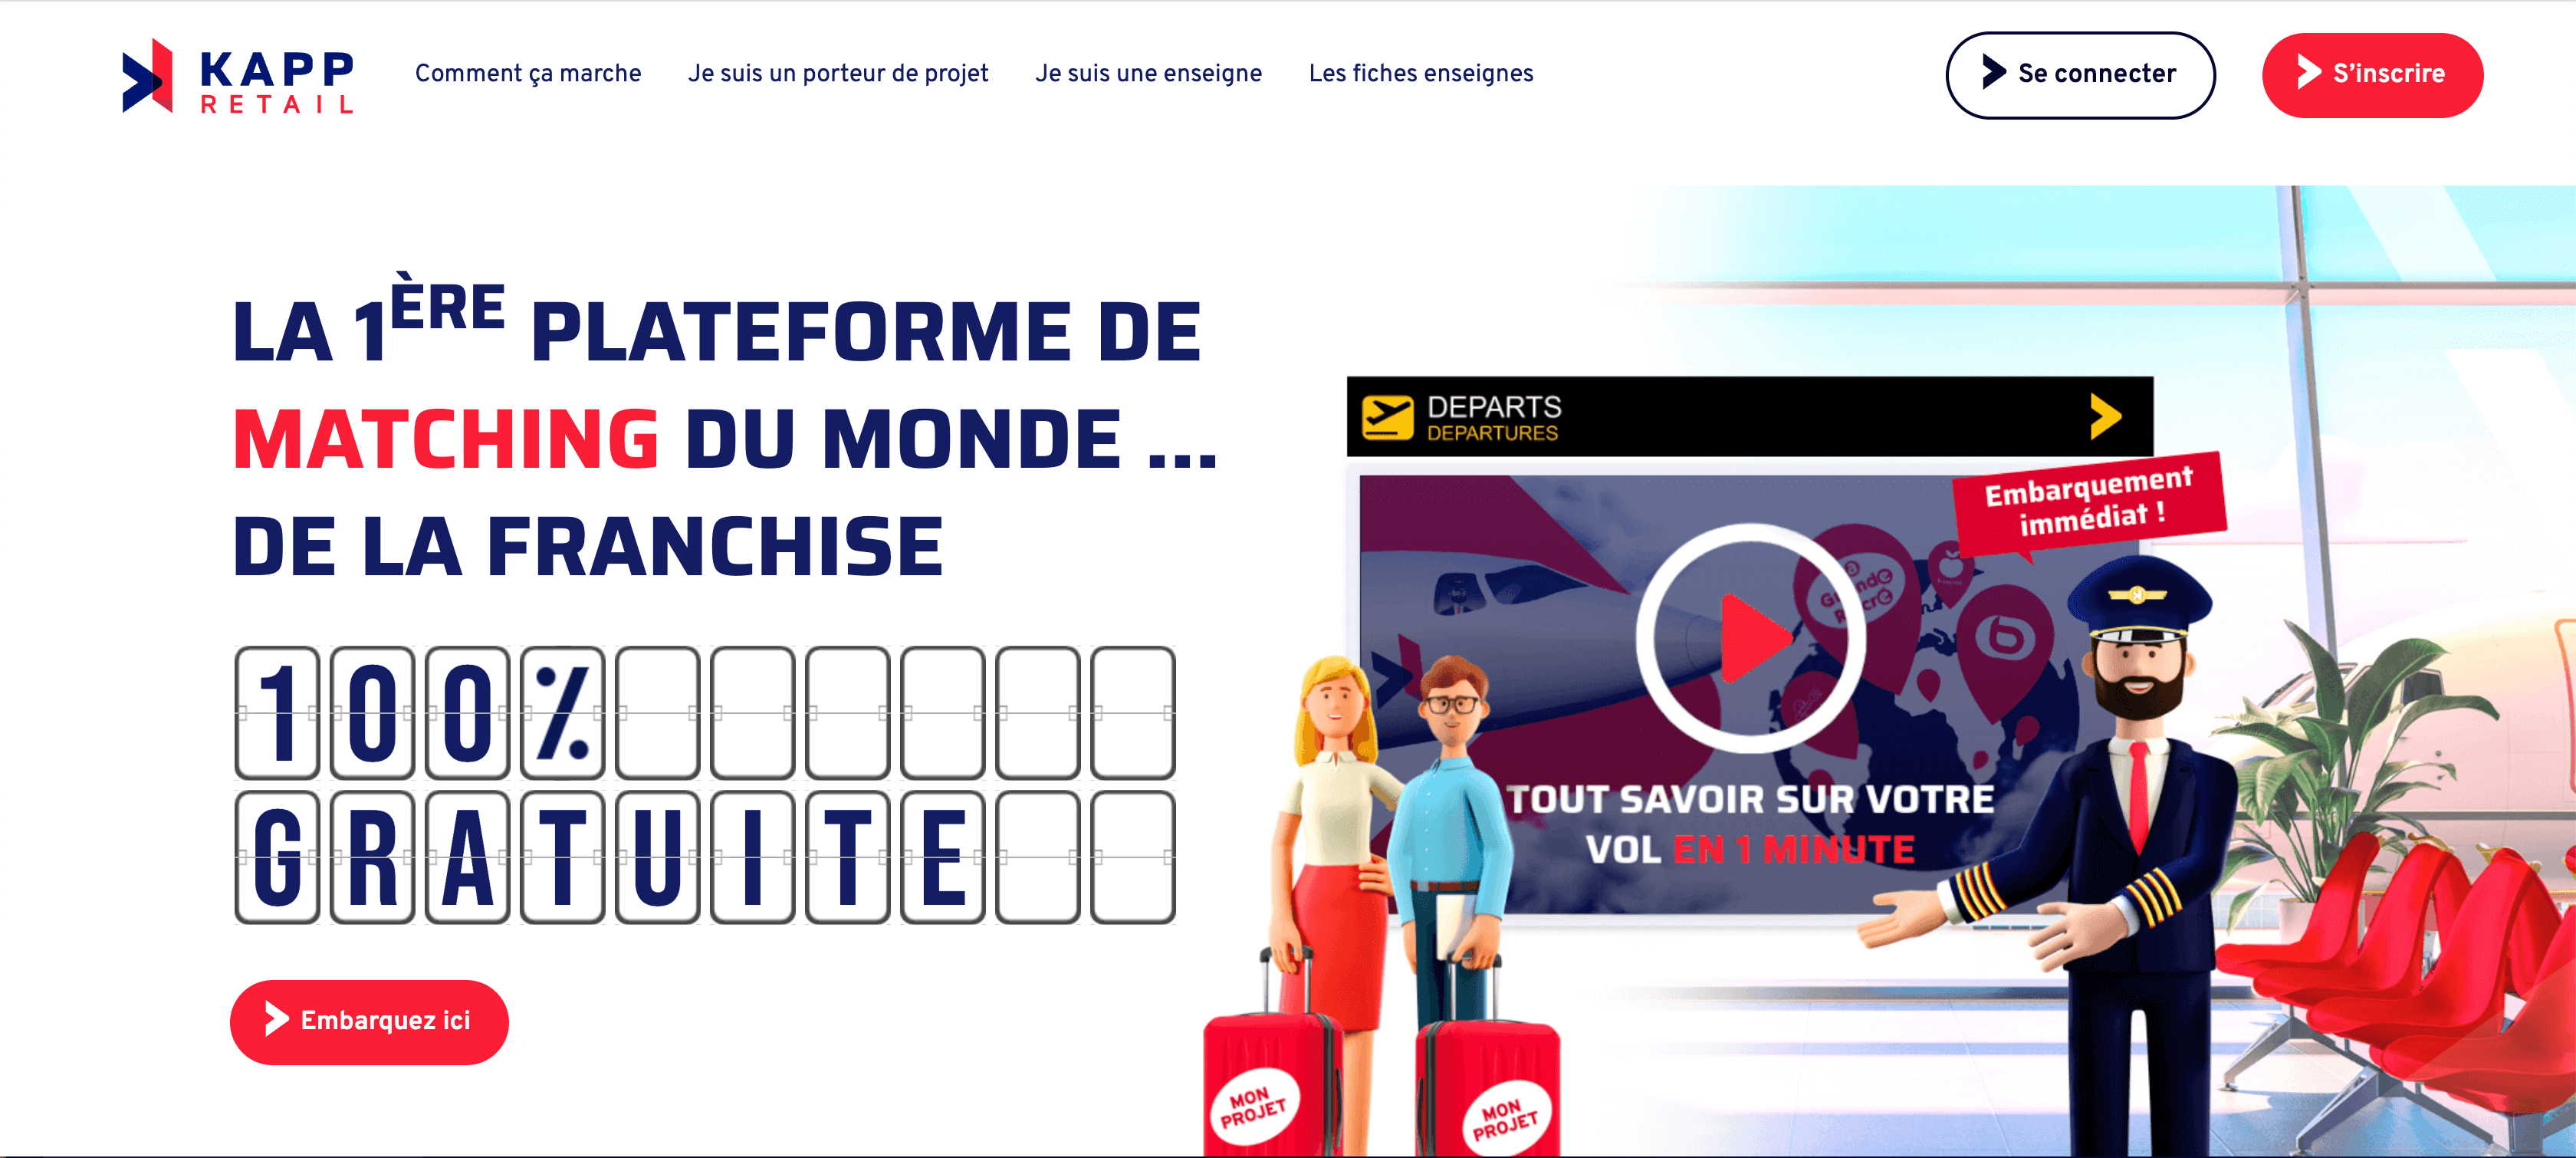 KAPP
RETAIL
Comment ça marche
Je suis un porteur de projet
Je suis une enseigne
Les fiches enseignes
Se connecter
S’inscrire
LA 1ÈRE PLATEFORME DE
MATCHING DU MONDE ...
DE LA FRANCHISE
100%
GRATUITE
Embarquez ici
DEPARTS
DEPARTURES
Embarquement
immédiat !
TOUT SAVOIR SUR VOTRE
VOL EN 1 MINUTE
MON
PROJET
MON
PROJET